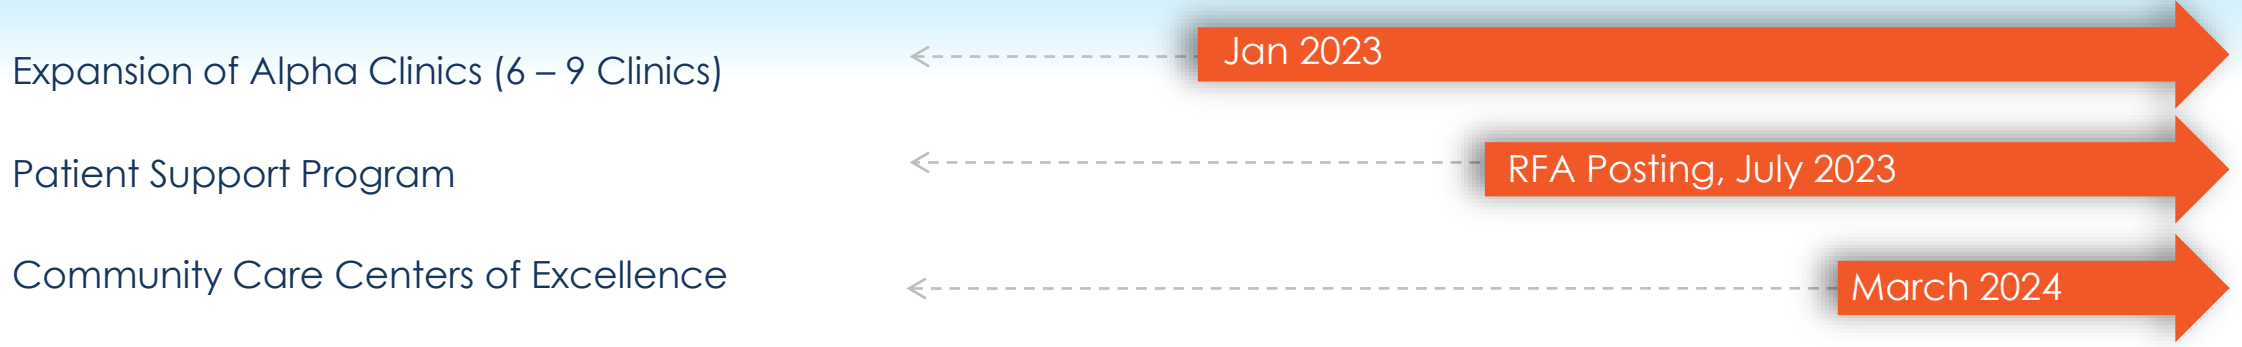 Expansion of Alpha Clinics (6 – 9 Clinics)
Jan 2023
Patient Support Program
RFA Posting, July 2023
Community Care Centers of Excellence
March 2024